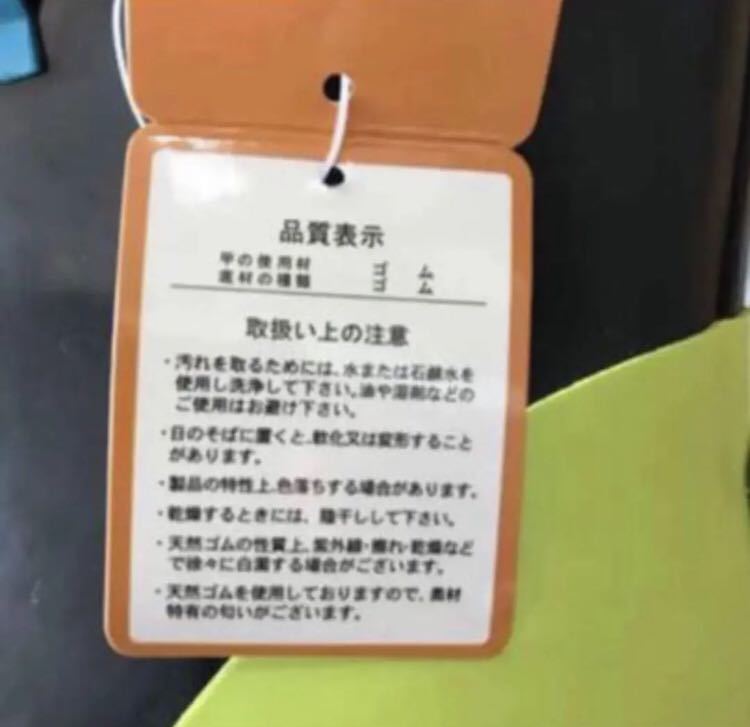 品質表示
甲の使用材 ゴム
底材の種類 ゴム
取扱い上の注意
・汚れを取るためには、水または石鹸水を
使用し洗浄して下さい。油や溶剤などの
ご使用はお避け下さい。
・日のそばに置くと、軟化又は変形すること
があります。
・製品の特性上、色落ちする場合があります。
・乾燥するときには、陰干しして下さい。
・天然ゴムの性質上、紫外線・擦れ・乾燥など
で徐々に白濁する場合がございます。
・天然ゴムを使用しておりますので、素材
特有の匂いがございます。